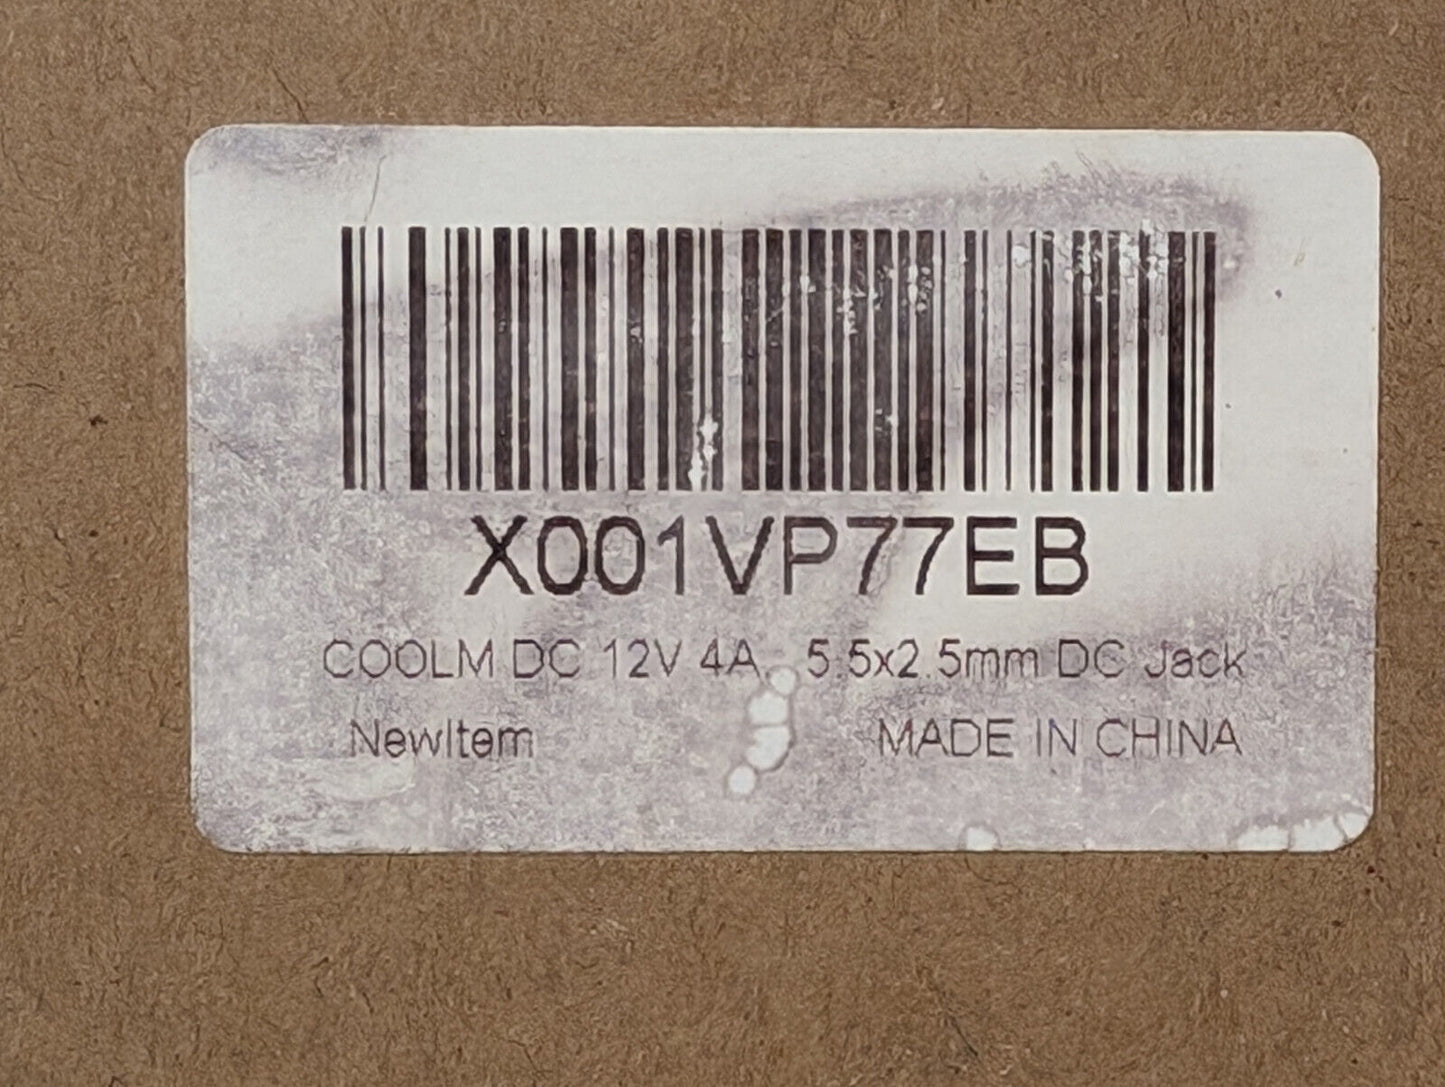 X001VP77EB
COOLM DC 12V 4A 5.5x2.5mm DC Jack
NewItem MADE IN CHINA